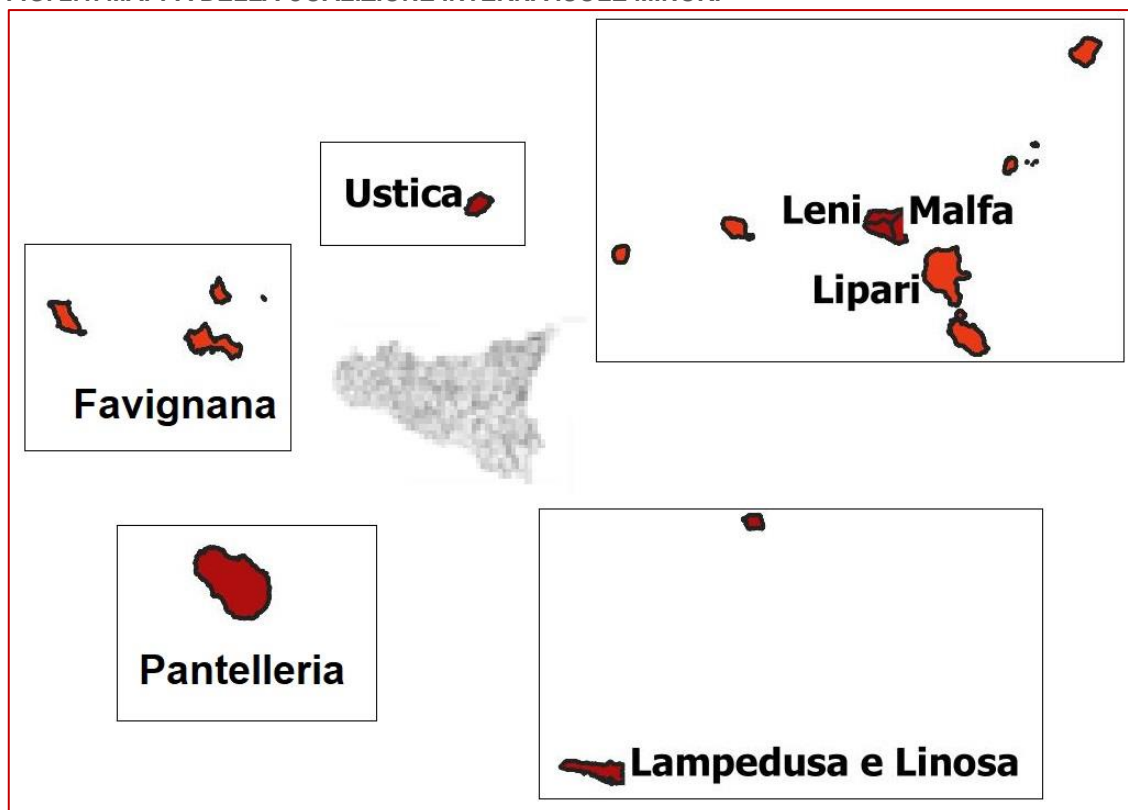 Ustica
Leni
Malfa
Lipari
Favignana
Pantelleria
Lampedusa e Linosa